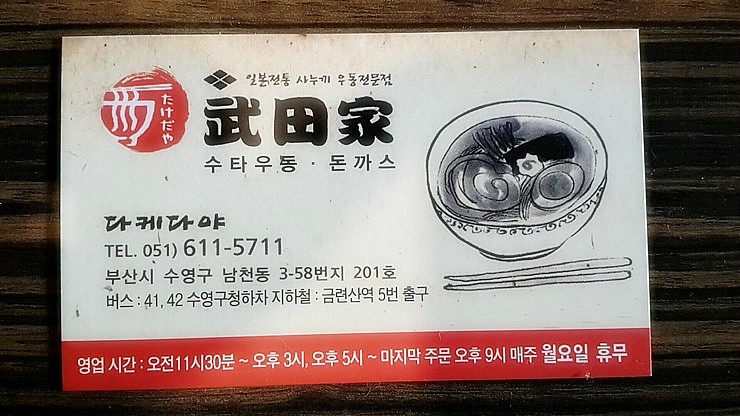 たけだや
일본전통 사누끼 우동전문점
武田家
수타우동 · 돈까스
다케다야
TEL. 051) 611-5711
부산시 수영구 남천동 3-58번지 201호
버스 : 41, 42 수영구청하차 지하철 : 금련산역 5번 출구
영업 시간 : 오전11시30분 ~ 오후 3시, 오후 5시 ~ 마지막 주문 오후 9시 매주 월요일 휴무